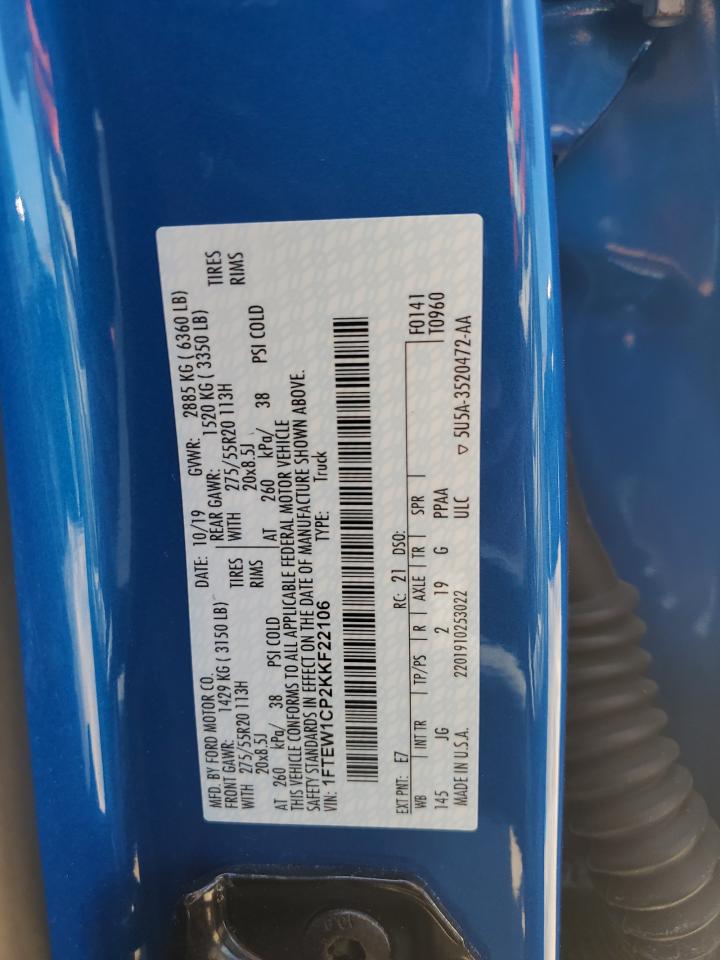 MFD. BY FORD MOTOR CO. DATE: 10/19 GVWR: 2885 KG ( 6360 LB)
FRONT GAWR: 1429 KG ( 3150 LB) REAR GAWR: 1520 KG ( 3350 LB)
WITH 275/55R20 113H TIRES WITH 275/55R20 113H TIRES
20x8.5J RIMS 20x8.5J RIMS
AT 260 kPa/ 38 PSI COLD AT 260 kPa/ 38 PSI COLD
THIS VEHICLE CONFORMS TO ALL APPLICABLE FEDERAL MOTOR VEHICLE
SAFETY STANDARDS IN EFFECT ON THE DATE OF MANUFACTURE SHOWN ABOVE.
VIN: 1FTEW1CP2KKF22106 TYPE: Truck
EXT PNT: E7 RC: 21 DSO: F0141
WB INT TR TP/PS R AXLE TR SPR T0960
145 JG 2 19 G PPAA
MADE IN U.S.A. 2201910253022 ULC ▽ 5U5A-3520472-AA